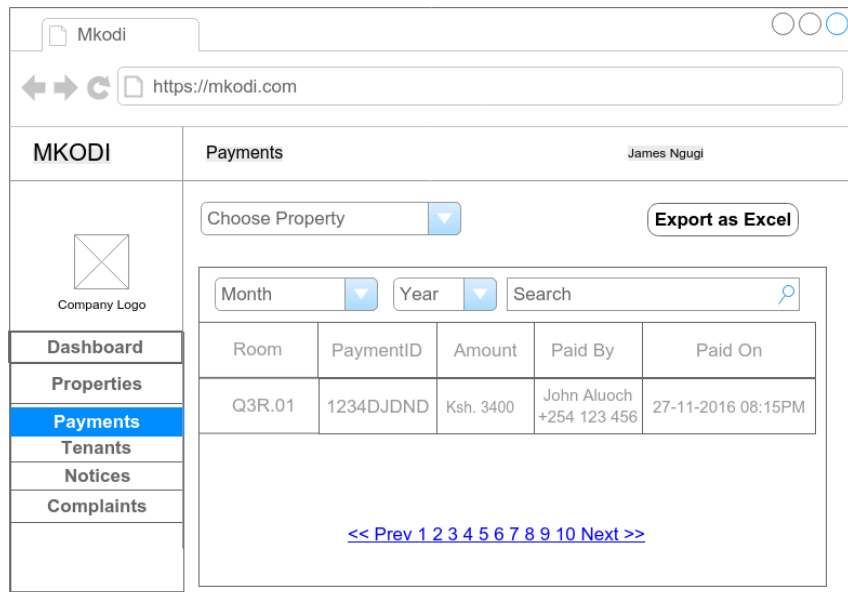 Mkodi
https://mkodi.com
MKODI
Payments
James Ngugi
Choose Property
Export as Excel
Company Logo
Dashboard
Properties
Payments
Tenants
Notices
Complaints
Month
Year
Search
Room
PaymentID
Amount
Paid By
Paid On
Q3R.01
1234DJDND
Ksh. 3400
John Aluoch
+254 123 456
27-11-2016 08:15PM
<< Prev 1 2 3 4 5 6 7 8 9 10 Next >>